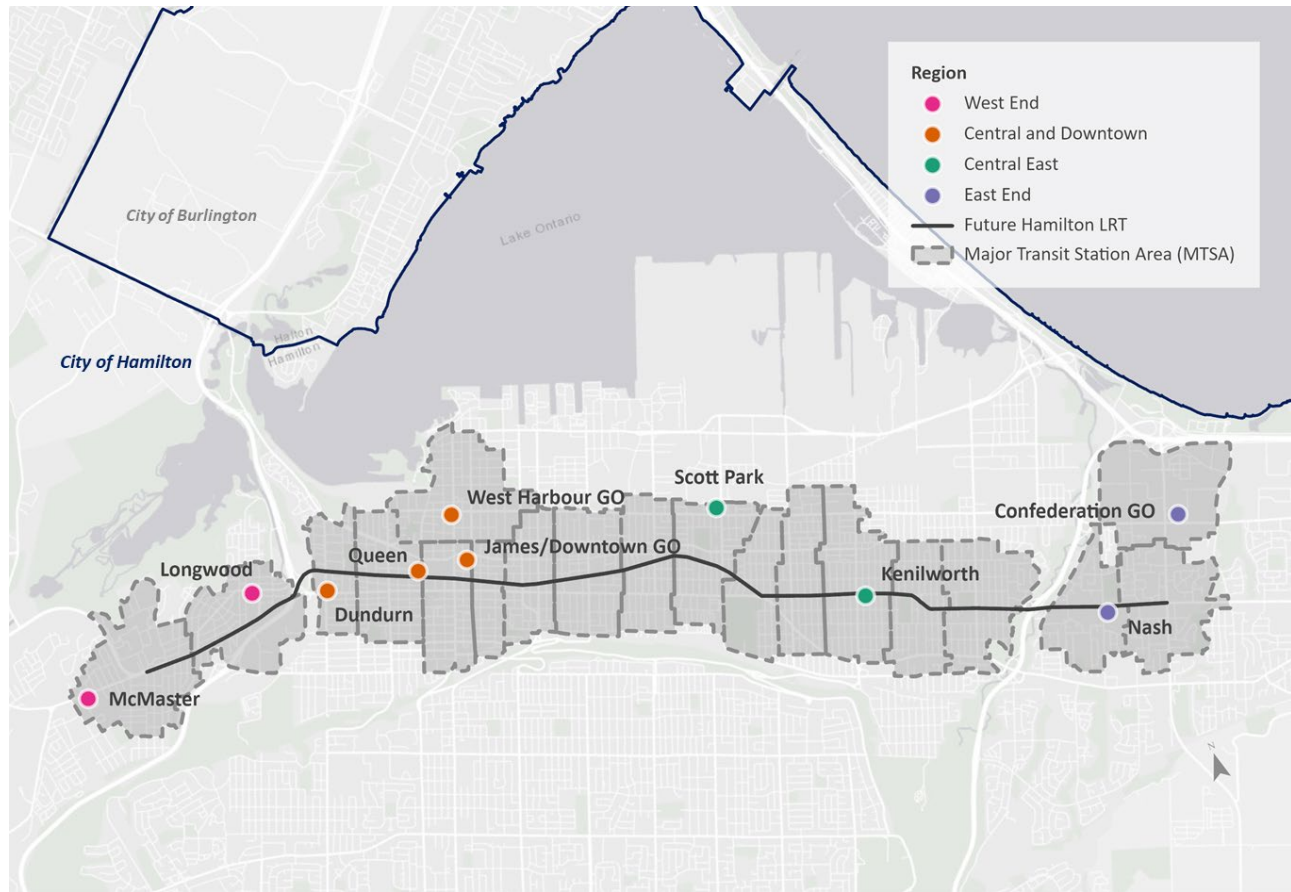 Region
West End
Central and Downtown
Central East
East End
Future Hamilton LRT
Major Transit Station Area (MTSA)
City of Burlington
Lake Ontario
Halton
Hamilton
City of Hamilton
Scott Park
West Harbour GO
Confederation GO
Queen
James/Downtown GO
Longwood
Kenilworth
Dundurn
Nash
McMaster
N